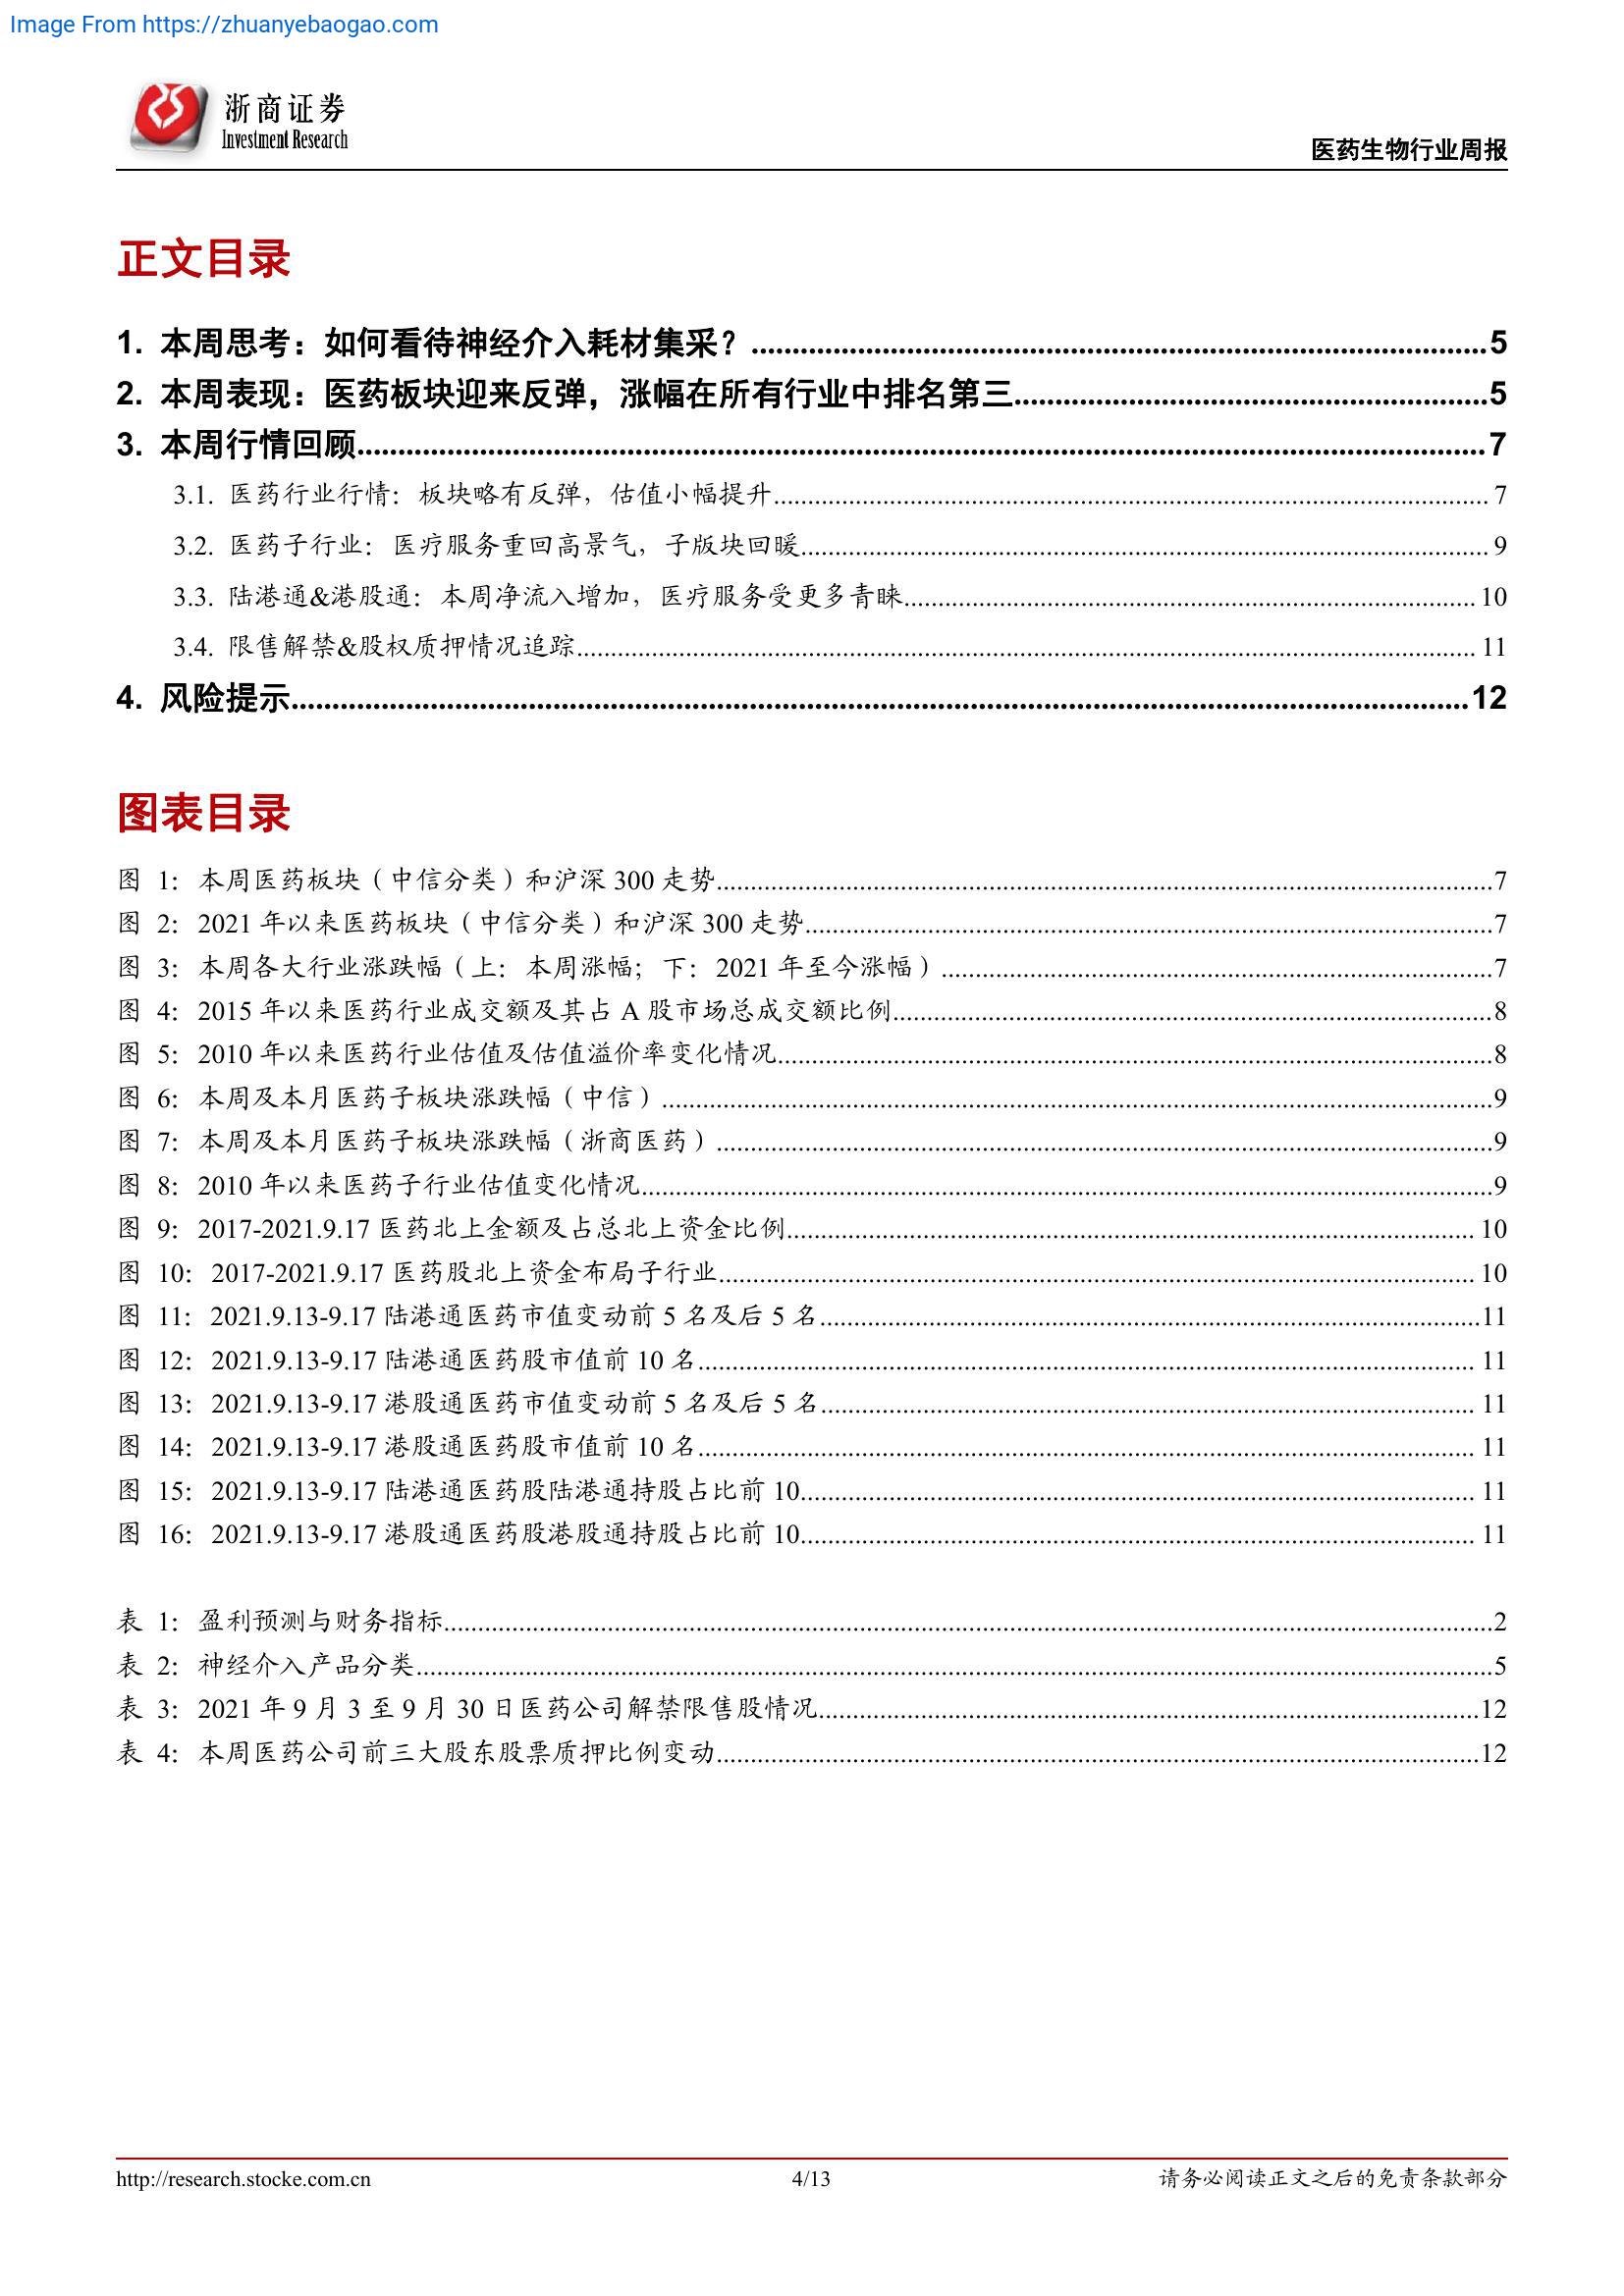 Image From https://zhuanyebaogao.com
浙商证券
Investment Research
医药生物行业周报
正文目录
1. 本周思考：如何看待神经介入耗材集采？5
2. 本周表现：医药板块迎来反弹，涨幅在所有行业中排名第三5
3. 本周行情回顾7
3.1. 医药行业行情：板块略有反弹，估值小幅提升7
3.2. 医药子行业：医疗服务重回高景气，子版块回暖9
3.3. 陆港通&港股通：本周净流入增加，医疗服务受更多青睐10
3.4. 限售解禁&股权质押情况追踪11
4. 风险提示12
图表目录
图 1：本周医药板块（中信分类）和沪深 300 走势7
图 2：2021 年以来医药板块（中信分类）和沪深 300 走势7
图 3：本周各大行业涨跌幅（上：本周涨幅；下：2021 年至今涨幅）7
图 4：2015 年以来医药行业成交额及其占 A 股市场总成交额比例8
图 5：2010 年以来医药行业估值及估值溢价率变化情况8
图 6：本周及本月医药子板块涨跌幅（中信）9
图 7：本周及本月医药子板块涨跌幅（浙商医药）9
图 8：2010 年以来医药子行业估值变化情况9
图 9：2017-2021.9.17 医药北上金额及占总北上资金比例10
图 10：2017-2021.9.17 医药股北上资金布局子行业10
图 11：2021.9.13-9.17 陆港通医药市值变动前 5 名及后 5 名11
图 12：2021.9.13-9.17 陆港通医药股市值前 10 名11
图 13：2021.9.13-9.17 港股通医药市值变动前 5 名及后 5 名11
图 14：2021.9.13-9.17 港股通医药股市值前 10 名11
图 15：2021.9.13-9.17 陆港通医药股陆港通持股占比前 1011
图 16：2021.9.13-9.17 港股通医药股港股通持股占比前 1011
表 1：盈利预测与财务指标2
表 2：神经介入产品分类5
表 3：2021 年 9 月 3 至 9 月 30 日医药公司解禁限售股情况12
表 4：本周医药公司前三大股东股票质押比例变动12
http://research.stocke.com.cn
4/13
请务必阅读正文之后的免责条款部分